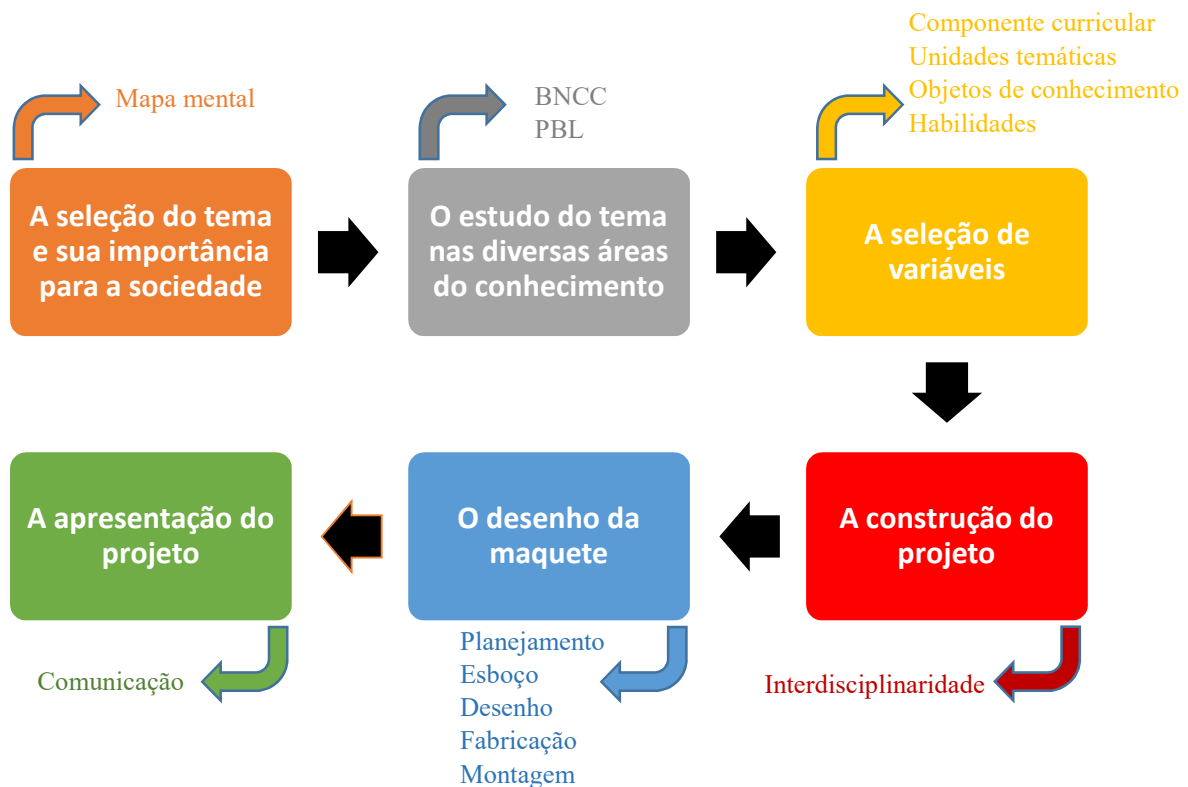 Mapa mental
A seleção do tema
e sua importância
para a sociedade
BNCC
PBL
O estudo do tema
nas diversas áreas
do conhecimento
Componente curricular
Unidades temáticas
Objetos de conhecimento
Habilidades
A seleção de
variáveis
A construção do
projeto
Interdisciplinaridade
O desenho da
maquete
Planejamento
Esboço
Desenho
Fabricação
Montagem
A apresentação do
projeto
Comunicação